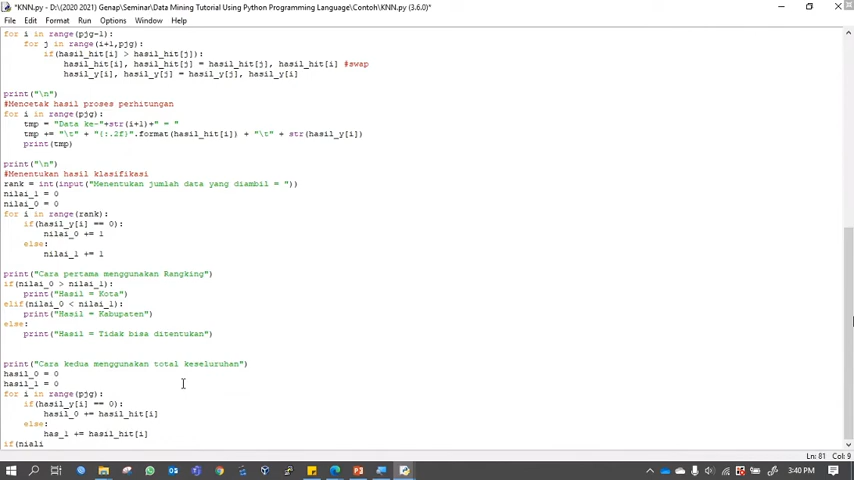 *KNN.py - D:\(2020 2021) Genap\Seminar\Data Mining Tutorial Using Python Programming Language\Contoh\KNN.py (3.6.0)*
File Edit Format Run Options Window Help
for i in range(pjg-1):
    for j in range(i+1,pjg):
        if(hasil_hit[i] > hasil_hit[j]):
            hasil_hit[i], hasil_hit[j] = hasil_hit[j], hasil_hit[i] #swap
            hasil_y[i], hasil_y[j] = hasil_y[j], hasil_y[i]
print("\n")
#Mencetak hasil proses perhitungan
for i in range(pjg):
    tmp = "Data ke-"+str(i+1)+" = "
    tmp += "\t" + "{:.2f}".format(hasil_hit[i]) + "\t" + str(hasil_y[i])
    print(tmp)
print("\n")
#Menentukan hasil klasifikasi
rank = int(input("Menentukan jumlah data yang diambil = "))
nilai_1 = 0
nilai_0 = 0
for i in range(rank):
    if(hasil_y[i] == 0):
        nilai_0 += 1
    else:
        nilai_1 += 1
print("Cara pertama menggunakan Rangking")
if(nilai_0 > nilai_1):
    print("Hasil = Kota")
elif(nilai_0 < nilai_1):
    print("Hasil = Kabupaten")
else:
    print("Hasil = Tidak bisa ditentukan")
print("Cara kedua menggunakan total keseluruhan")
hasil_0 = 0
hasil_1 = 0
for i in range(pjg):
    if(hasil_y[i] == 0):
        hasil_0 += hasil_hit[i]
    else:
        has_1 += hasil_hit[i]
if(niali
Ln: 81 Col: 9
3:40 PM